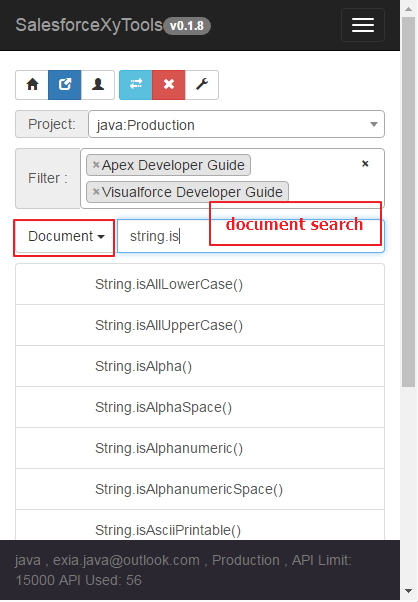 SalesforceXyTools v0.1.8
Project: java:Production
Filter : ×Apex Developer Guide ×
×Visualforce Developer Guide
Document string.is document search
String.isAllLowerCase()
String.isAllUpperCase()
String.isAlpha()
String.isAlphaSpace()
String.isAlphanumeric()
String.isAlphanumericSpace()
String.isAsciiPrintable()
java , exia.java@outlook.com , Production , API Limit:
15000 API Used: 56